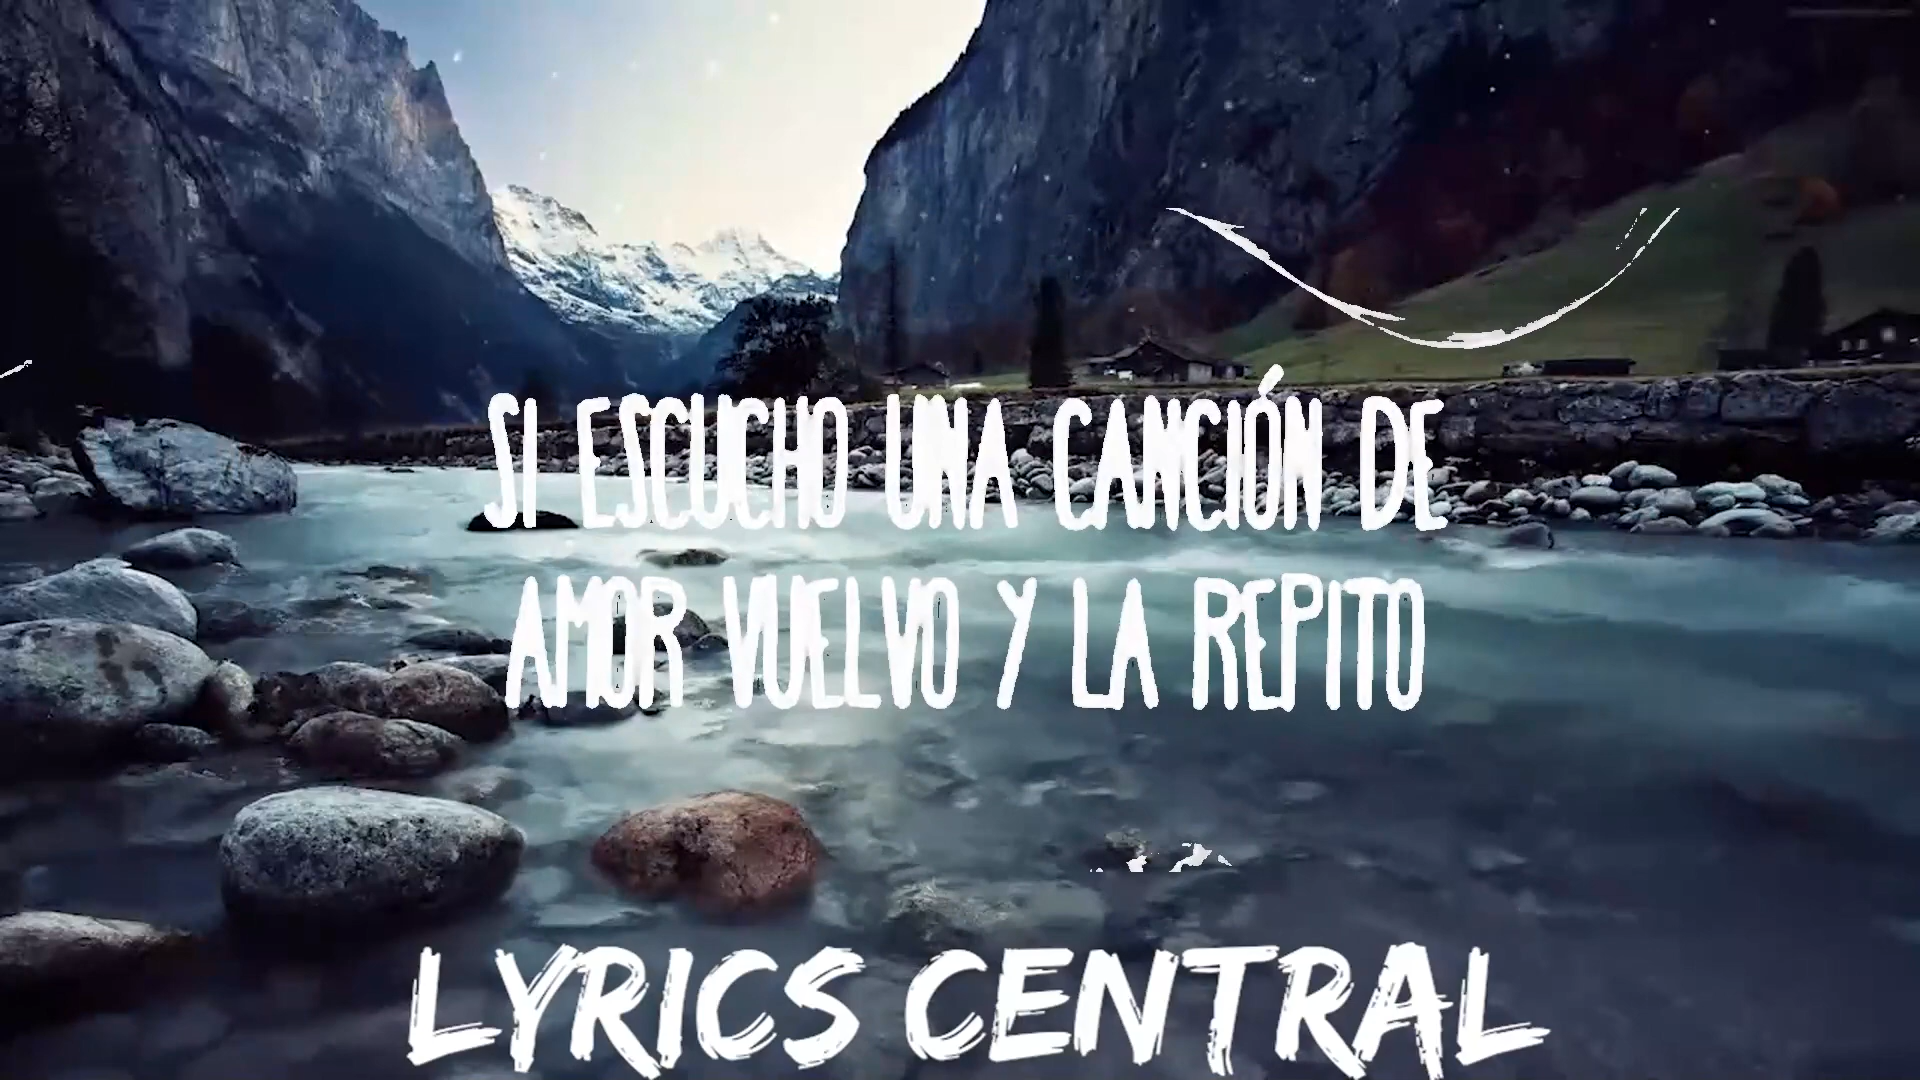 SI ESCUCHO UNA CANCIÓN DE
AMOR VUELVO Y LA REPITO
LYRICS CENTRAL